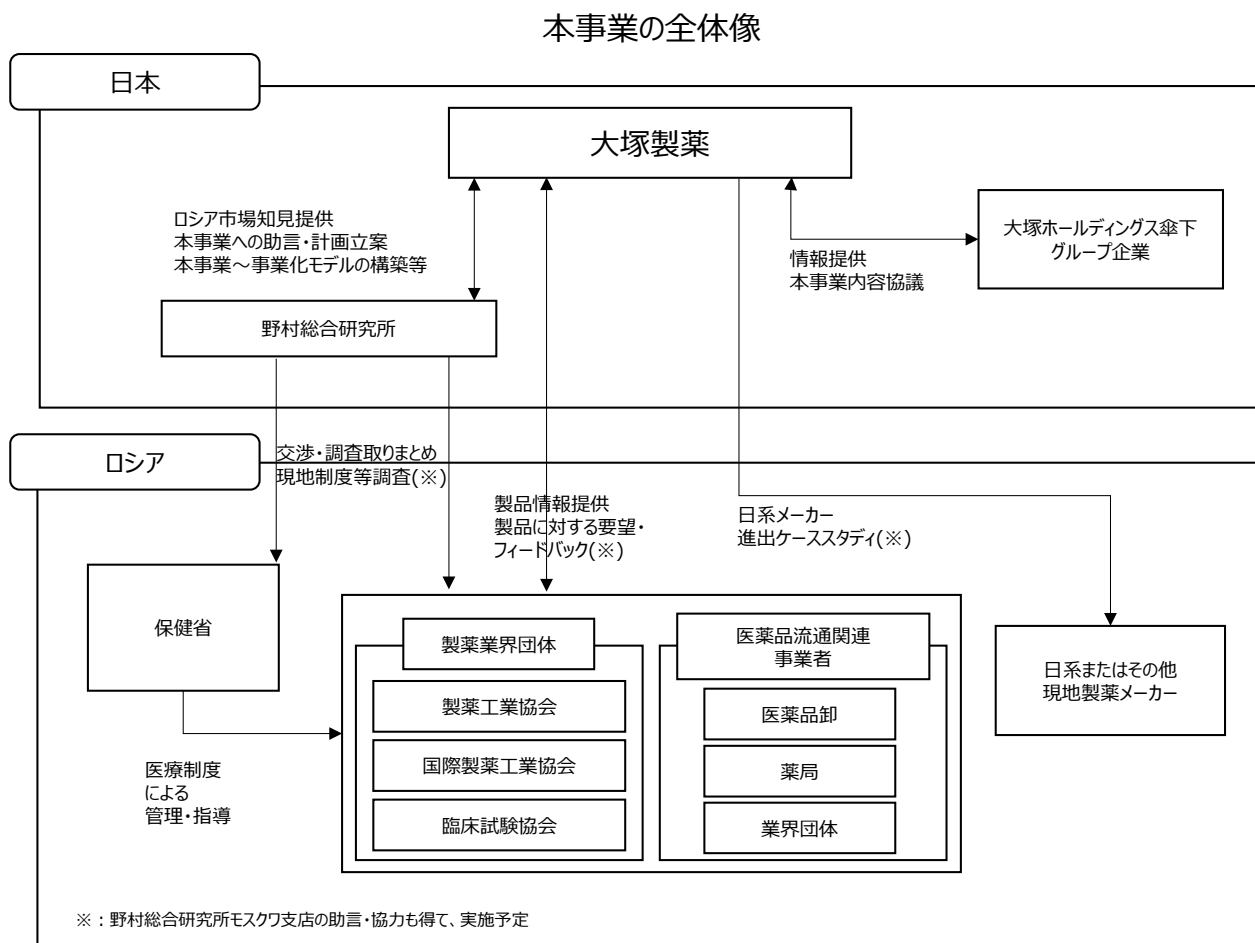 本事業の全体像
日本
大塚製薬
ロシア市場知見提供
本事業への助言・計画立案
本事業～事業化モデルの構築等
情報提供
本事業内容協議
大塚ホールディングス傘下
グループ企業
野村総合研究所
ロシア
交渉・調査取りまとめ
現地制度等調査(※)
製品情報提供
製品に対する要望・
フィードバック(※)
日系メーカー
進出ケーススタディ(※)
保健省
製薬業界団体
製薬工業協会
国際製薬工業協会
臨床試験協会
医薬品流通関連
事業者
医薬品卸
薬局
業界団体
日系またはその他
現地製薬メーカー
医療制度
による
管理・指導
※：野村総合研究所モスクワ支店の助言・協力も得て、実施予定